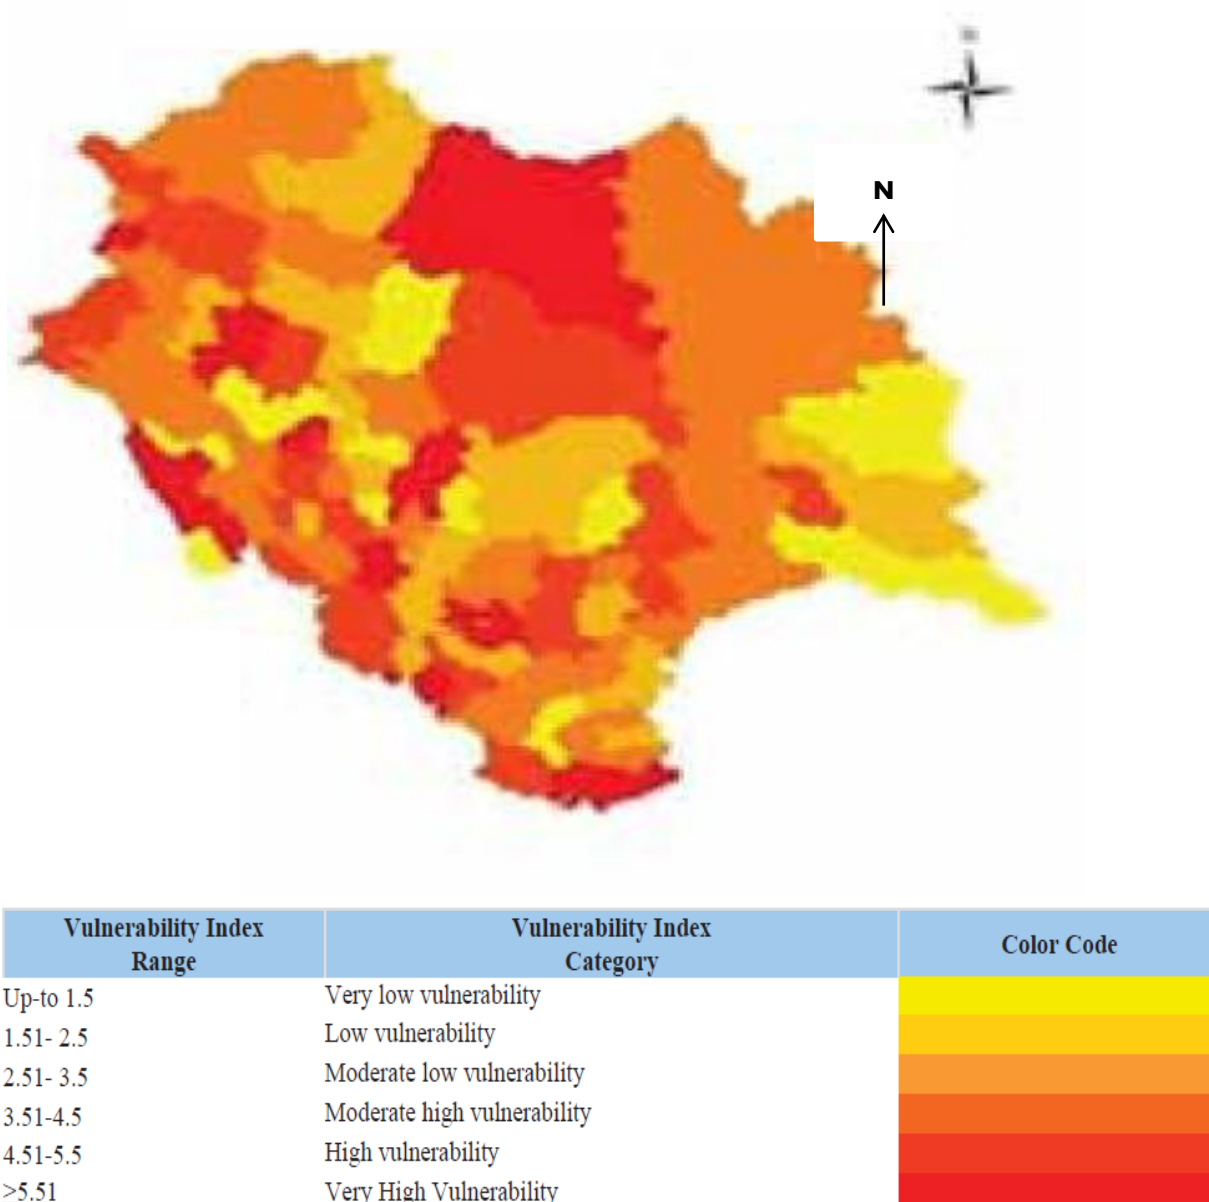 N
Vulnerability Index
Range
Vulnerability Index
Category
Color Code
Up-to 1.5
Very low vulnerability
1.51- 2.5
Low vulnerability
2.51- 3.5
Moderate low vulnerability
3.51-4.5
Moderate high vulnerability
4.51-5.5
High vulnerability
>5.51
Very High Vulnerability